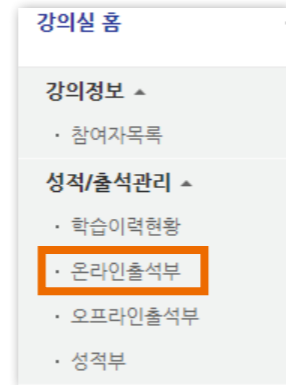 강의실 홈
강의정보 ▲
· 참여자목록
성적/출석관리 ▲
· 학습이력현황
· 온라인출석부
· 오프라인출석부
· 성적부